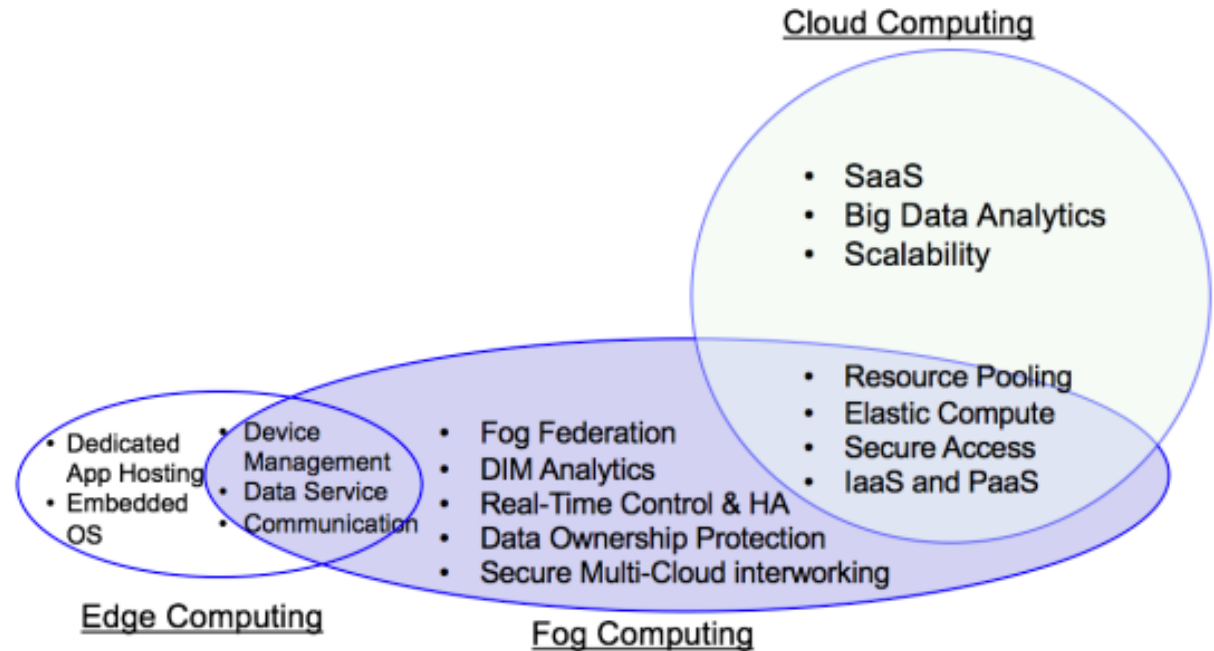 Cloud Computing
• SaaS
• Big Data Analytics
• Scalability
• Resource Pooling
• Elastic Compute
• Secure Access
• IaaS and PaaS
• Dedicated
App Hosting
• Embedded
OS
• Device
Management
• Data Service
• Communication
• Fog Federation
• DIM Analytics
• Real-Time Control & HA
• Data Ownership Protection
• Secure Multi-Cloud interworking
Edge Computing
Fog Computing